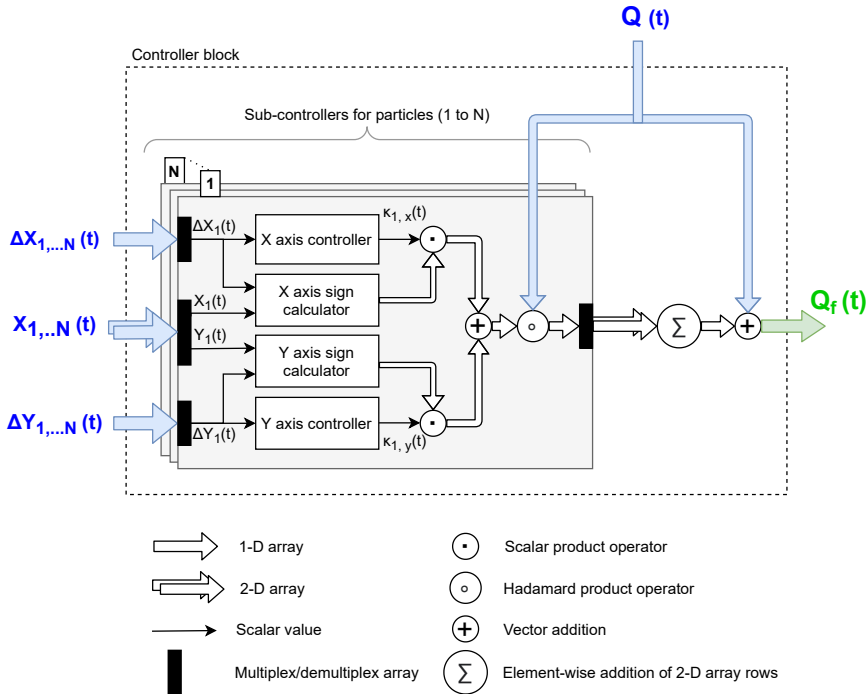 Q (t)
Controller block
Sub-controllers for particles (1 to N)
N
1
ΔX₁,...N (t)
ΔX₁(t)
X axis controller
κ₁, ₓ(t)
X axis sign
calculator
X₁(t)
X₁,..N (t)
Y₁(t)
Y axis sign
calculator
Q_f (t)
Σ
ΔY₁,...N (t)
ΔY₁(t)
Y axis controller
κ₁, y(t)
1-D array
Scalar product operator
2-D array
Hadamard product operator
Scalar value
Vector addition
Multiplex/demultiplex array
Σ
Element-wise addition of 2-D array rows